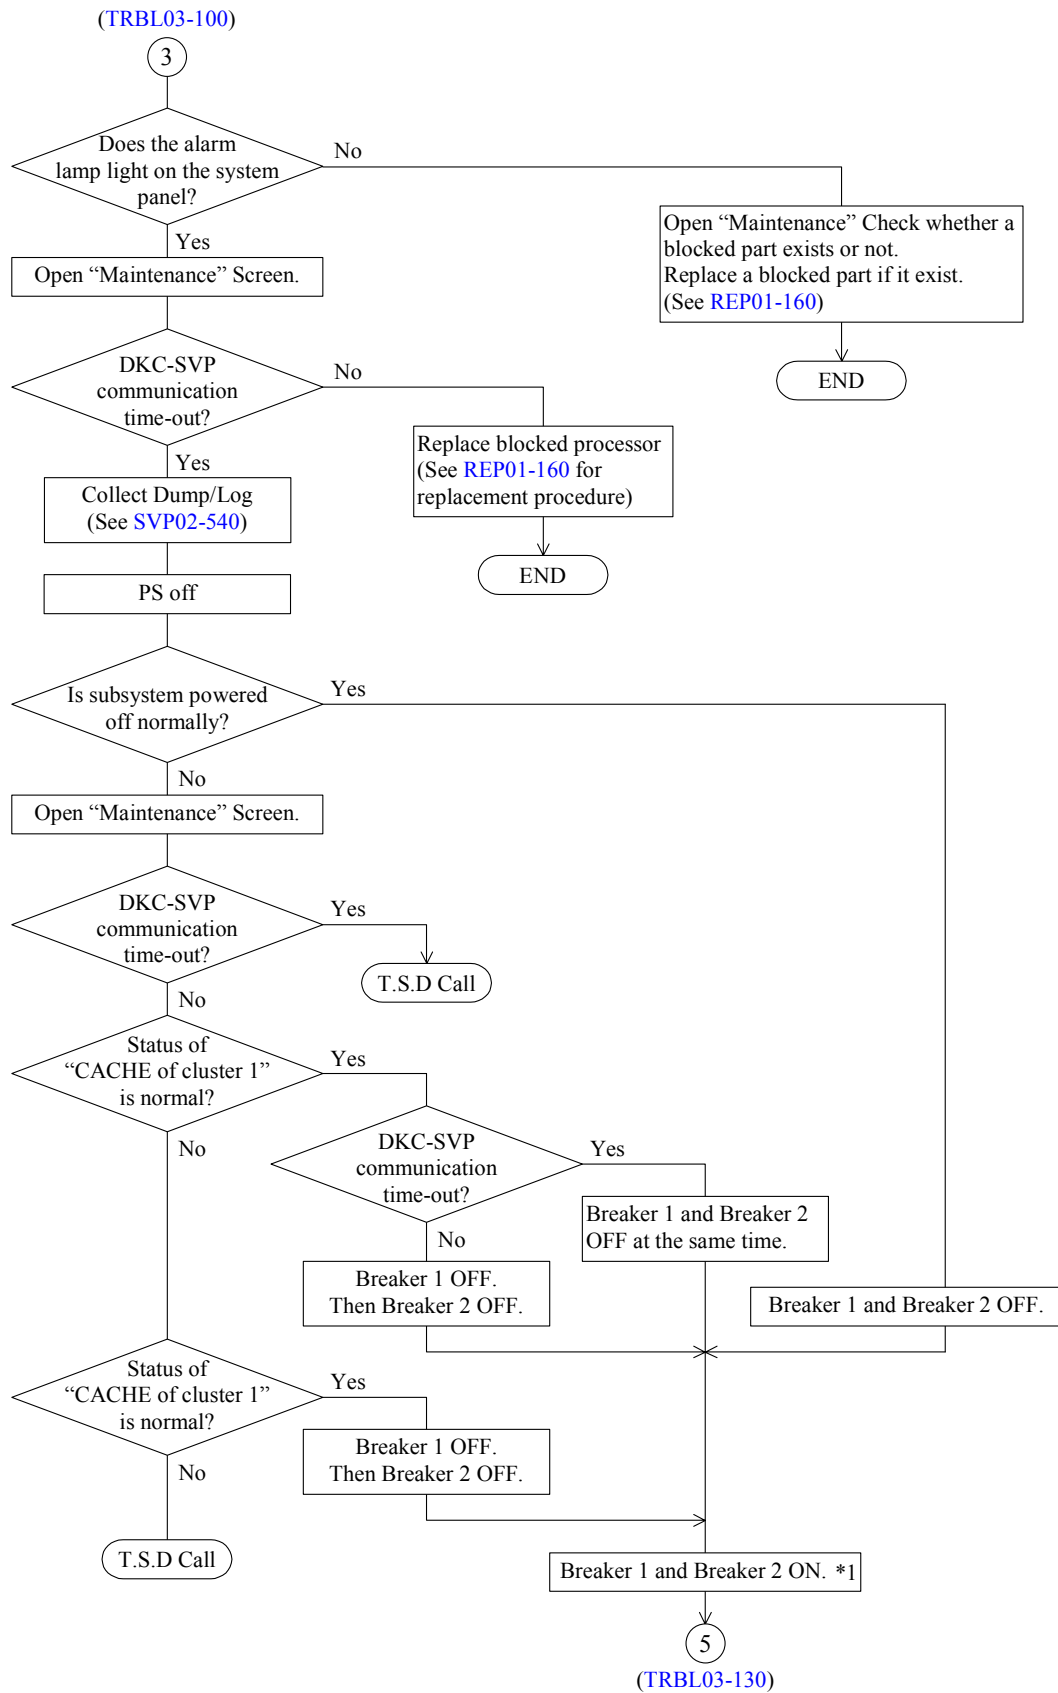 (TRBL03-100)
3
Does the alarm
lamp light on the system
panel?
No
Yes
Open “Maintenance” Check whether a
blocked part exists or not.
Replace a blocked part if it exist.
(See REP01-160)
END
Open “Maintenance” Screen.
DKC-SVP
communication
time-out?
No
Yes
Replace blocked processor
(See REP01-160 for
replacement procedure)
END
Collect Dump/Log
(See SVP02-540)
PS off
Is subsystem powered
off normally?
Yes
No
Open “Maintenance” Screen.
DKC-SVP
communication
time-out?
Yes
T.S.D Call
No
Status of
“CACHE of cluster 1”
is normal?
Yes
No
DKC-SVP
communication
time-out?
Yes
Breaker 1 and Breaker 2
OFF at the same time.
No
Breaker 1 OFF.
Then Breaker 2 OFF.
Breaker 1 and Breaker 2 OFF.
Status of
“CACHE of cluster 1”
is normal?
Yes
Breaker 1 OFF.
Then Breaker 2 OFF.
No
T.S.D Call
Breaker 1 and Breaker 2 ON. *1
5
(TRBL03-130)